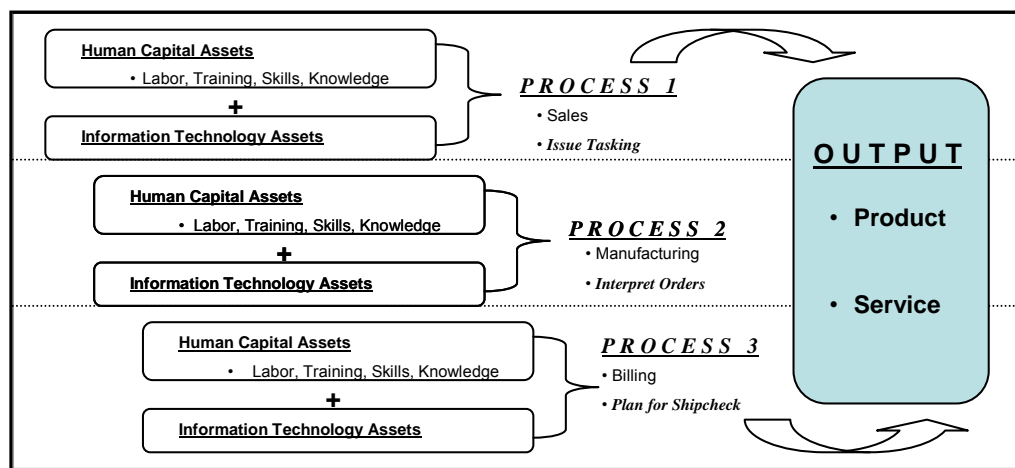 Human Capital Assets
• Labor, Training, Skills, Knowledge
+
Information Technology Assets
PROCESS 1
• Sales
• Issue Tasking
Human Capital Assets
• Labor, Training, Skills, Knowledge
+
Information Technology Assets
PROCESS 2
• Manufacturing
• Interpret Orders
Human Capital Assets
• Labor, Training, Skills, Knowledge
+
Information Technology Assets
PROCESS 3
• Billing
• Plan for Shipcheck
OUTPUT
• Product
• Service